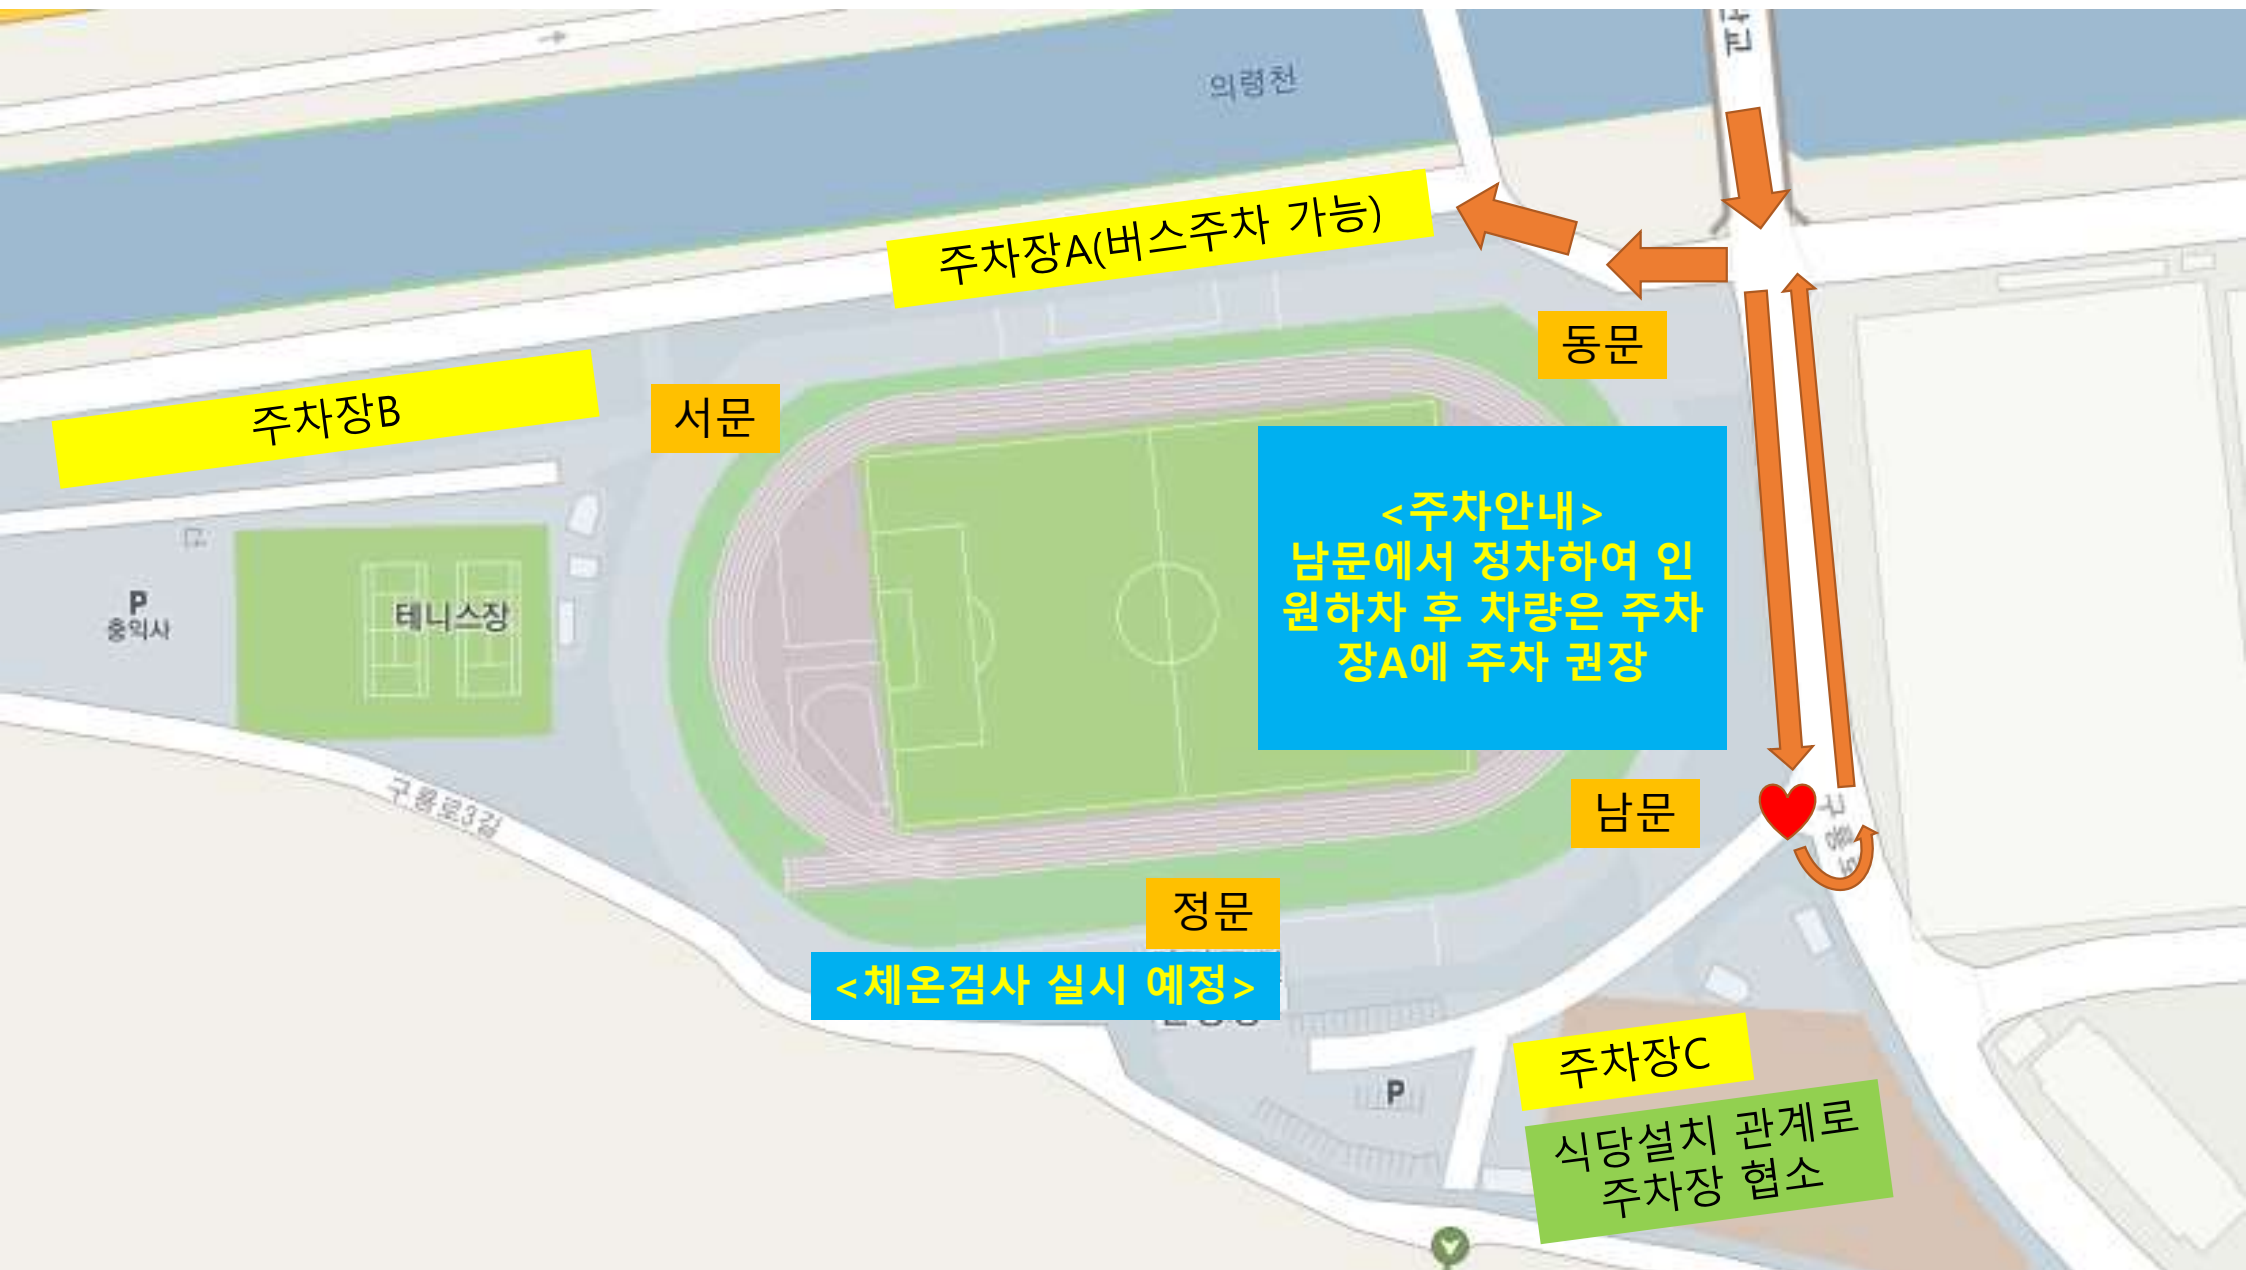 의령천
주차장A(버스주차 가능)
동문
주차장B
서문
<주차안내>
남문에서 정차하여 인
원하차 후 차량은 주차
장A에 주차 권장
P
충익사
테니스장
구룡로3길
남문
정문
<체온검사 실시 예정>
P
주차장C
식당설치 관계로
주차장 협소